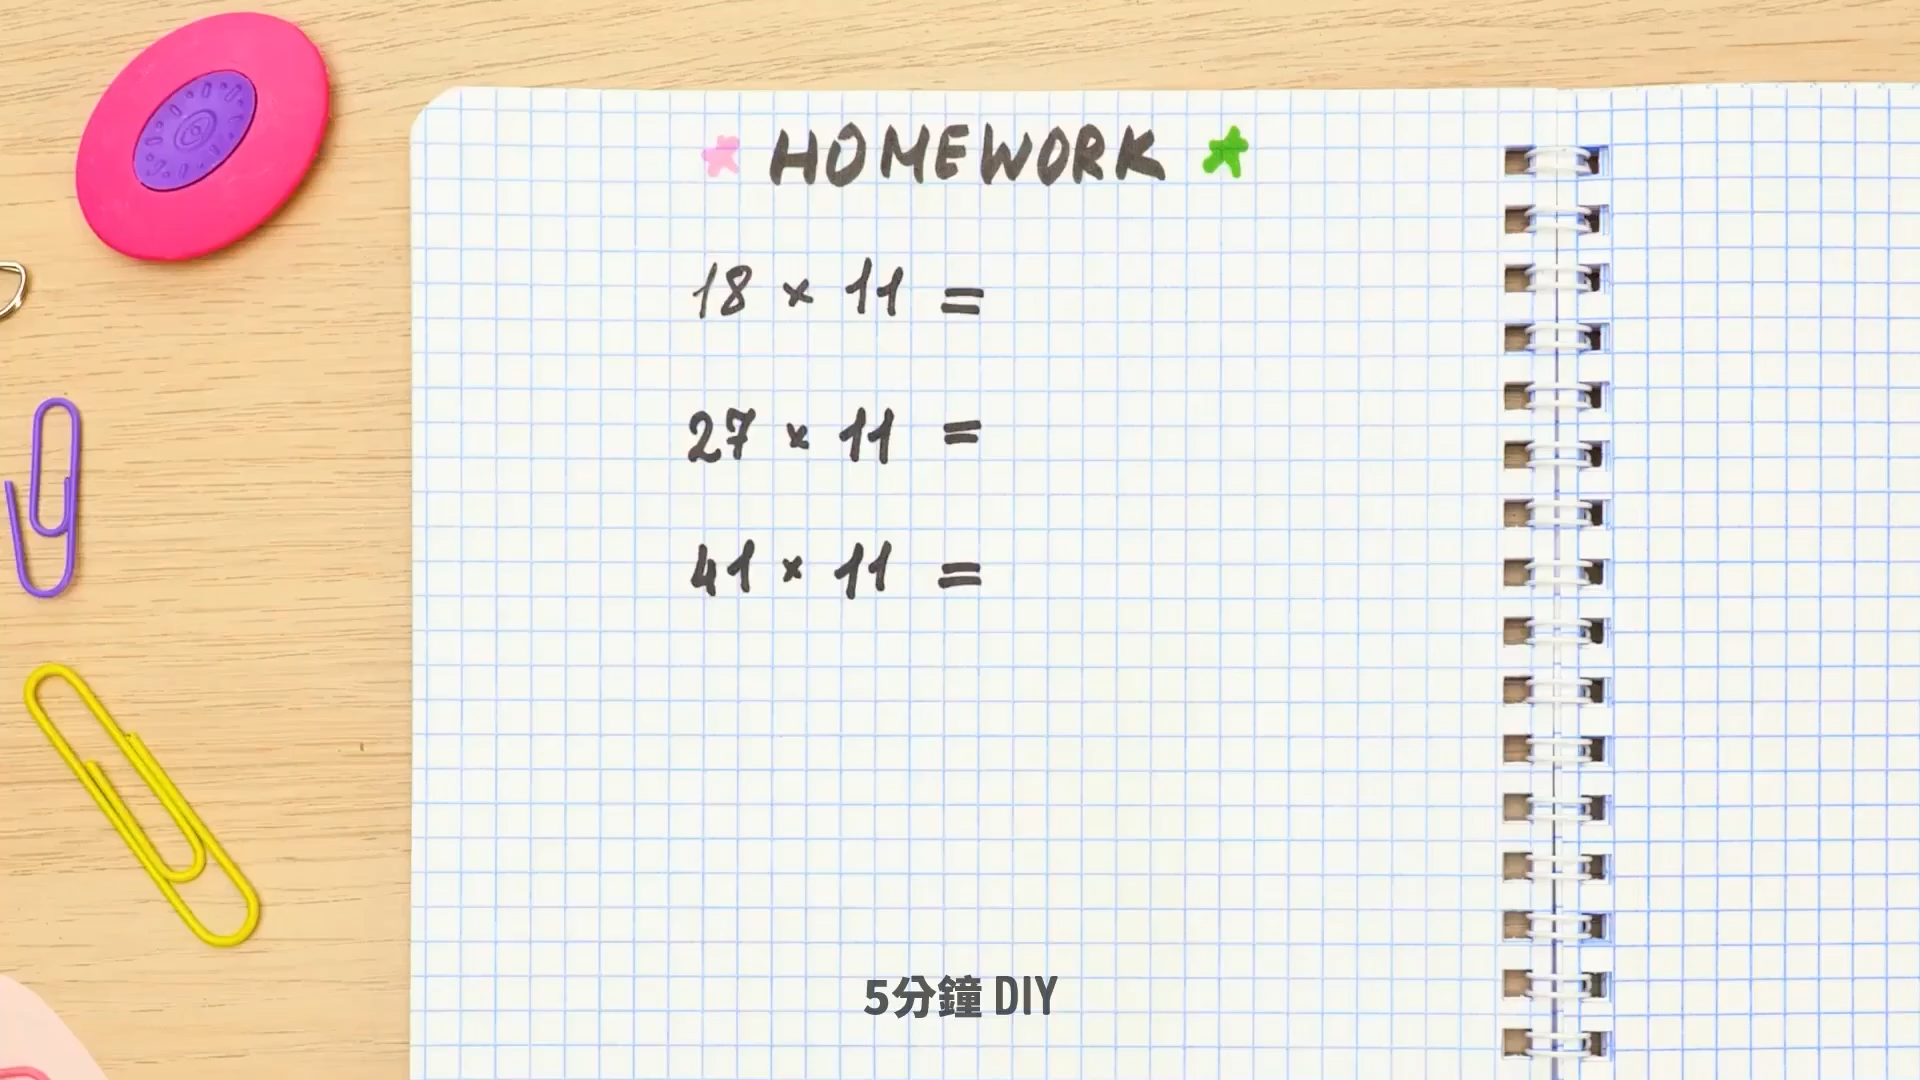 HOMEWORK
18 × 11 =
27 × 11 =
41 × 11 =
5分鐘 DIY